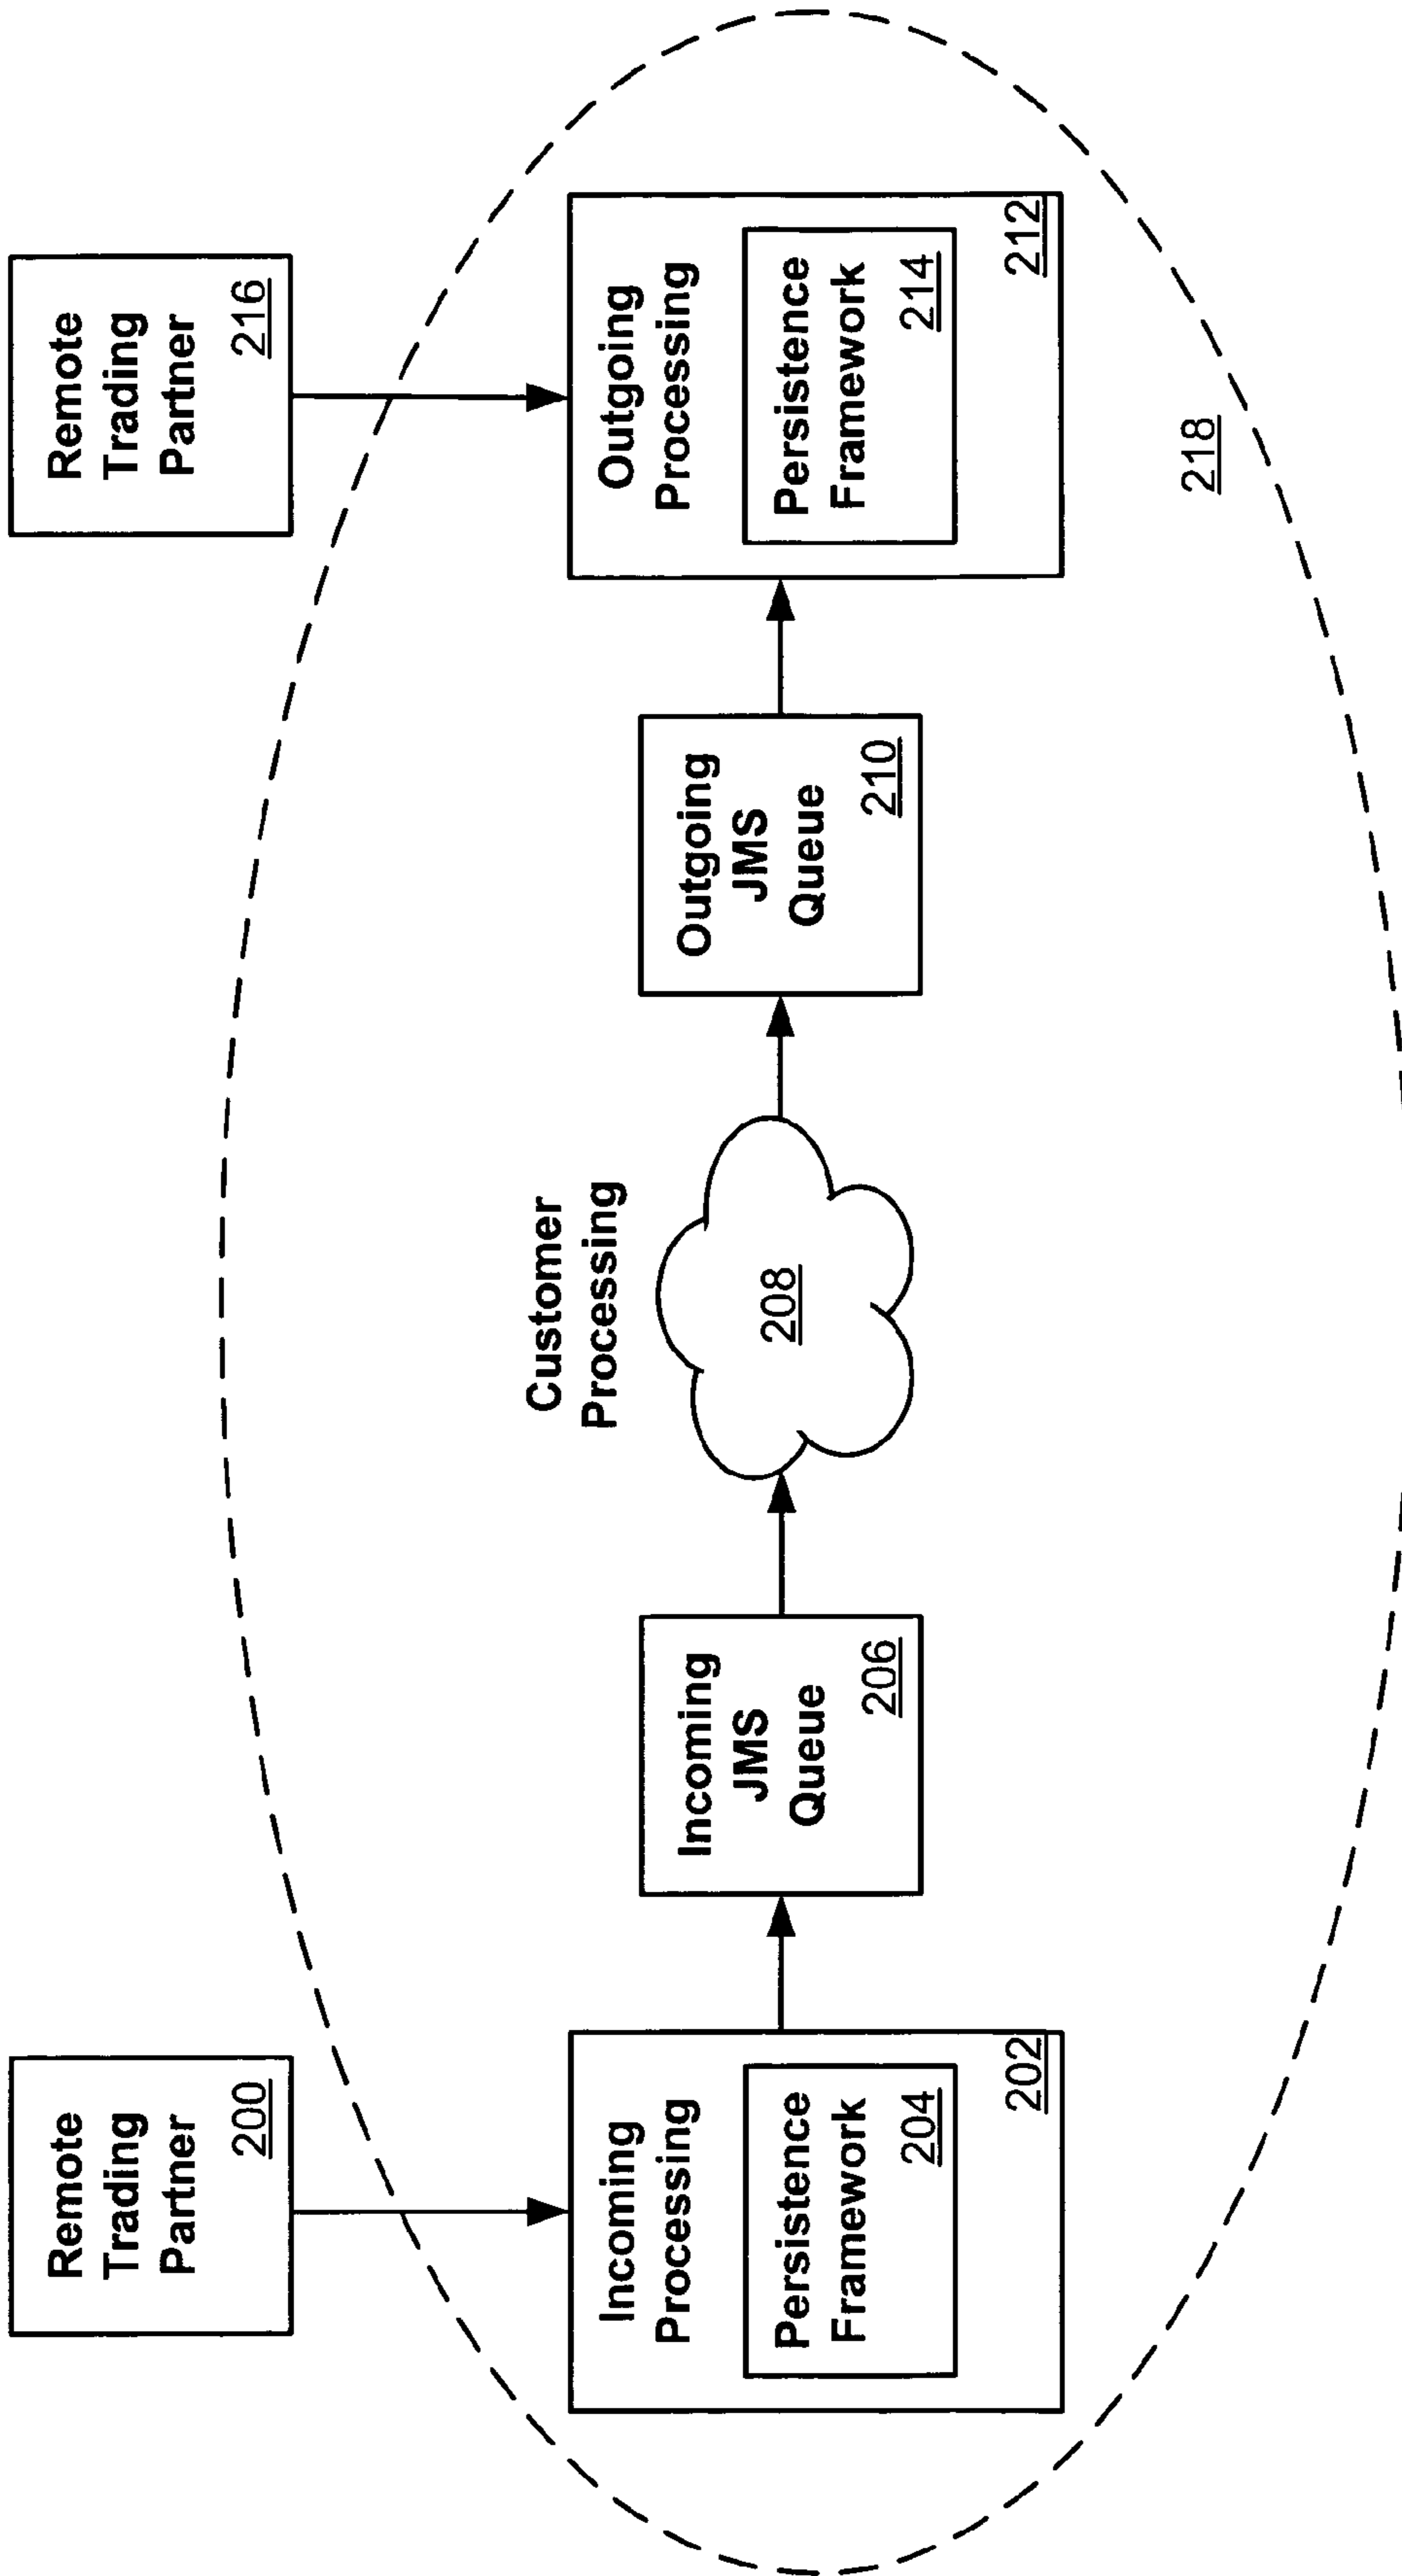 Remote
Trading
Partner
200
Remote
Trading
Partner
216
Incoming
Processing
Persistence
Framework
204
202
Incoming
JMS
Queue
206
Customer
Processing
208
Outgoing
JMS
Queue
210
Outgoing
Processing
Persistence
Framework
214
212
218